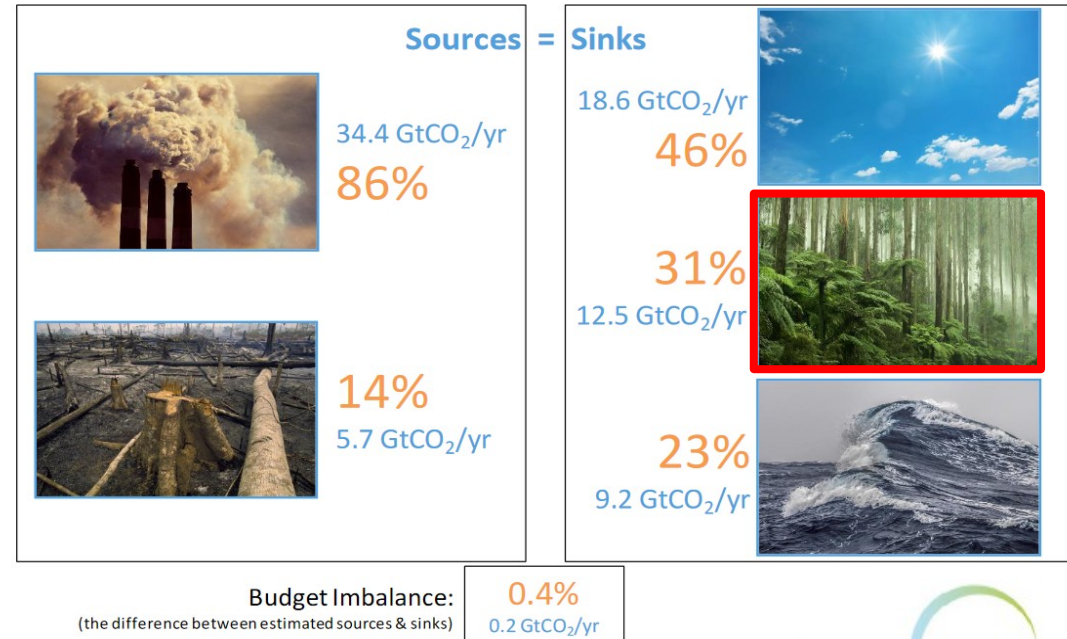 Sources = Sinks
34.4 GtCO₂/yr
86%
14%
5.7 GtCO₂/yr
18.6 GtCO₂/yr
46%
31%
12.5 GtCO₂/yr
23%
9.2 GtCO₂/yr
Budget Imbalance:
(the difference between estimated sources & sinks)
0.4%
0.2 GtCO₂/yr